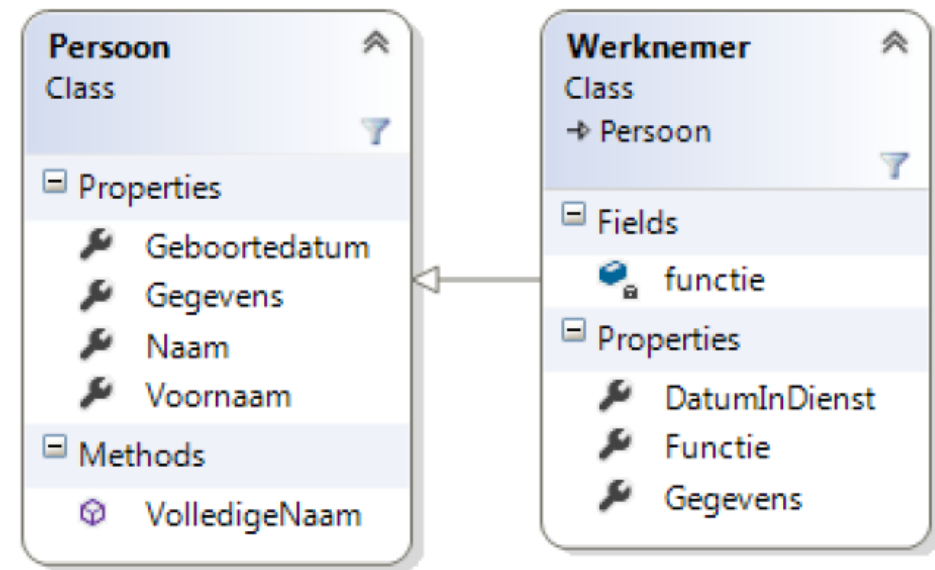 Persoon
Class
Properties
Geboortedatum
Gegevens
Naam
Voornaam
Methods
VolledigeNaam
Werknemer
Class
Persoon
Fields
functie
Properties
DatumInDienst
Functie
Gegevens